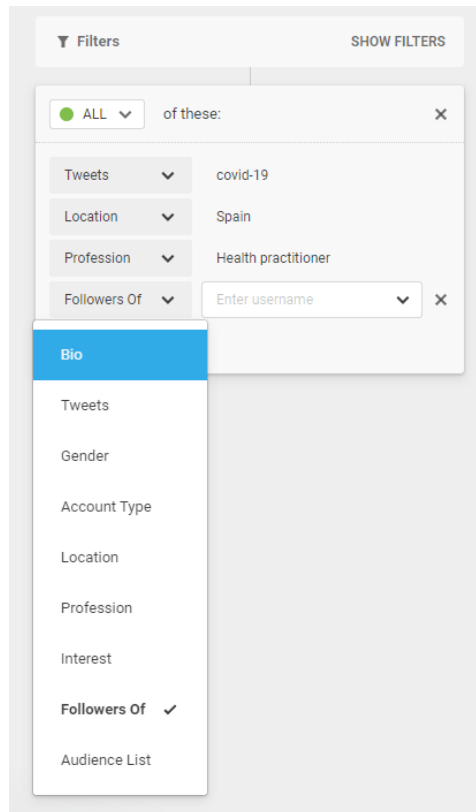 Filters SHOW FILTERS
ALL of these:
Tweets covid-19
Location Spain
Profession Health practitioner
Followers Of Enter username
Bio
Tweets
Gender
Account Type
Location
Profession
Interest
Followers Of
Audience List